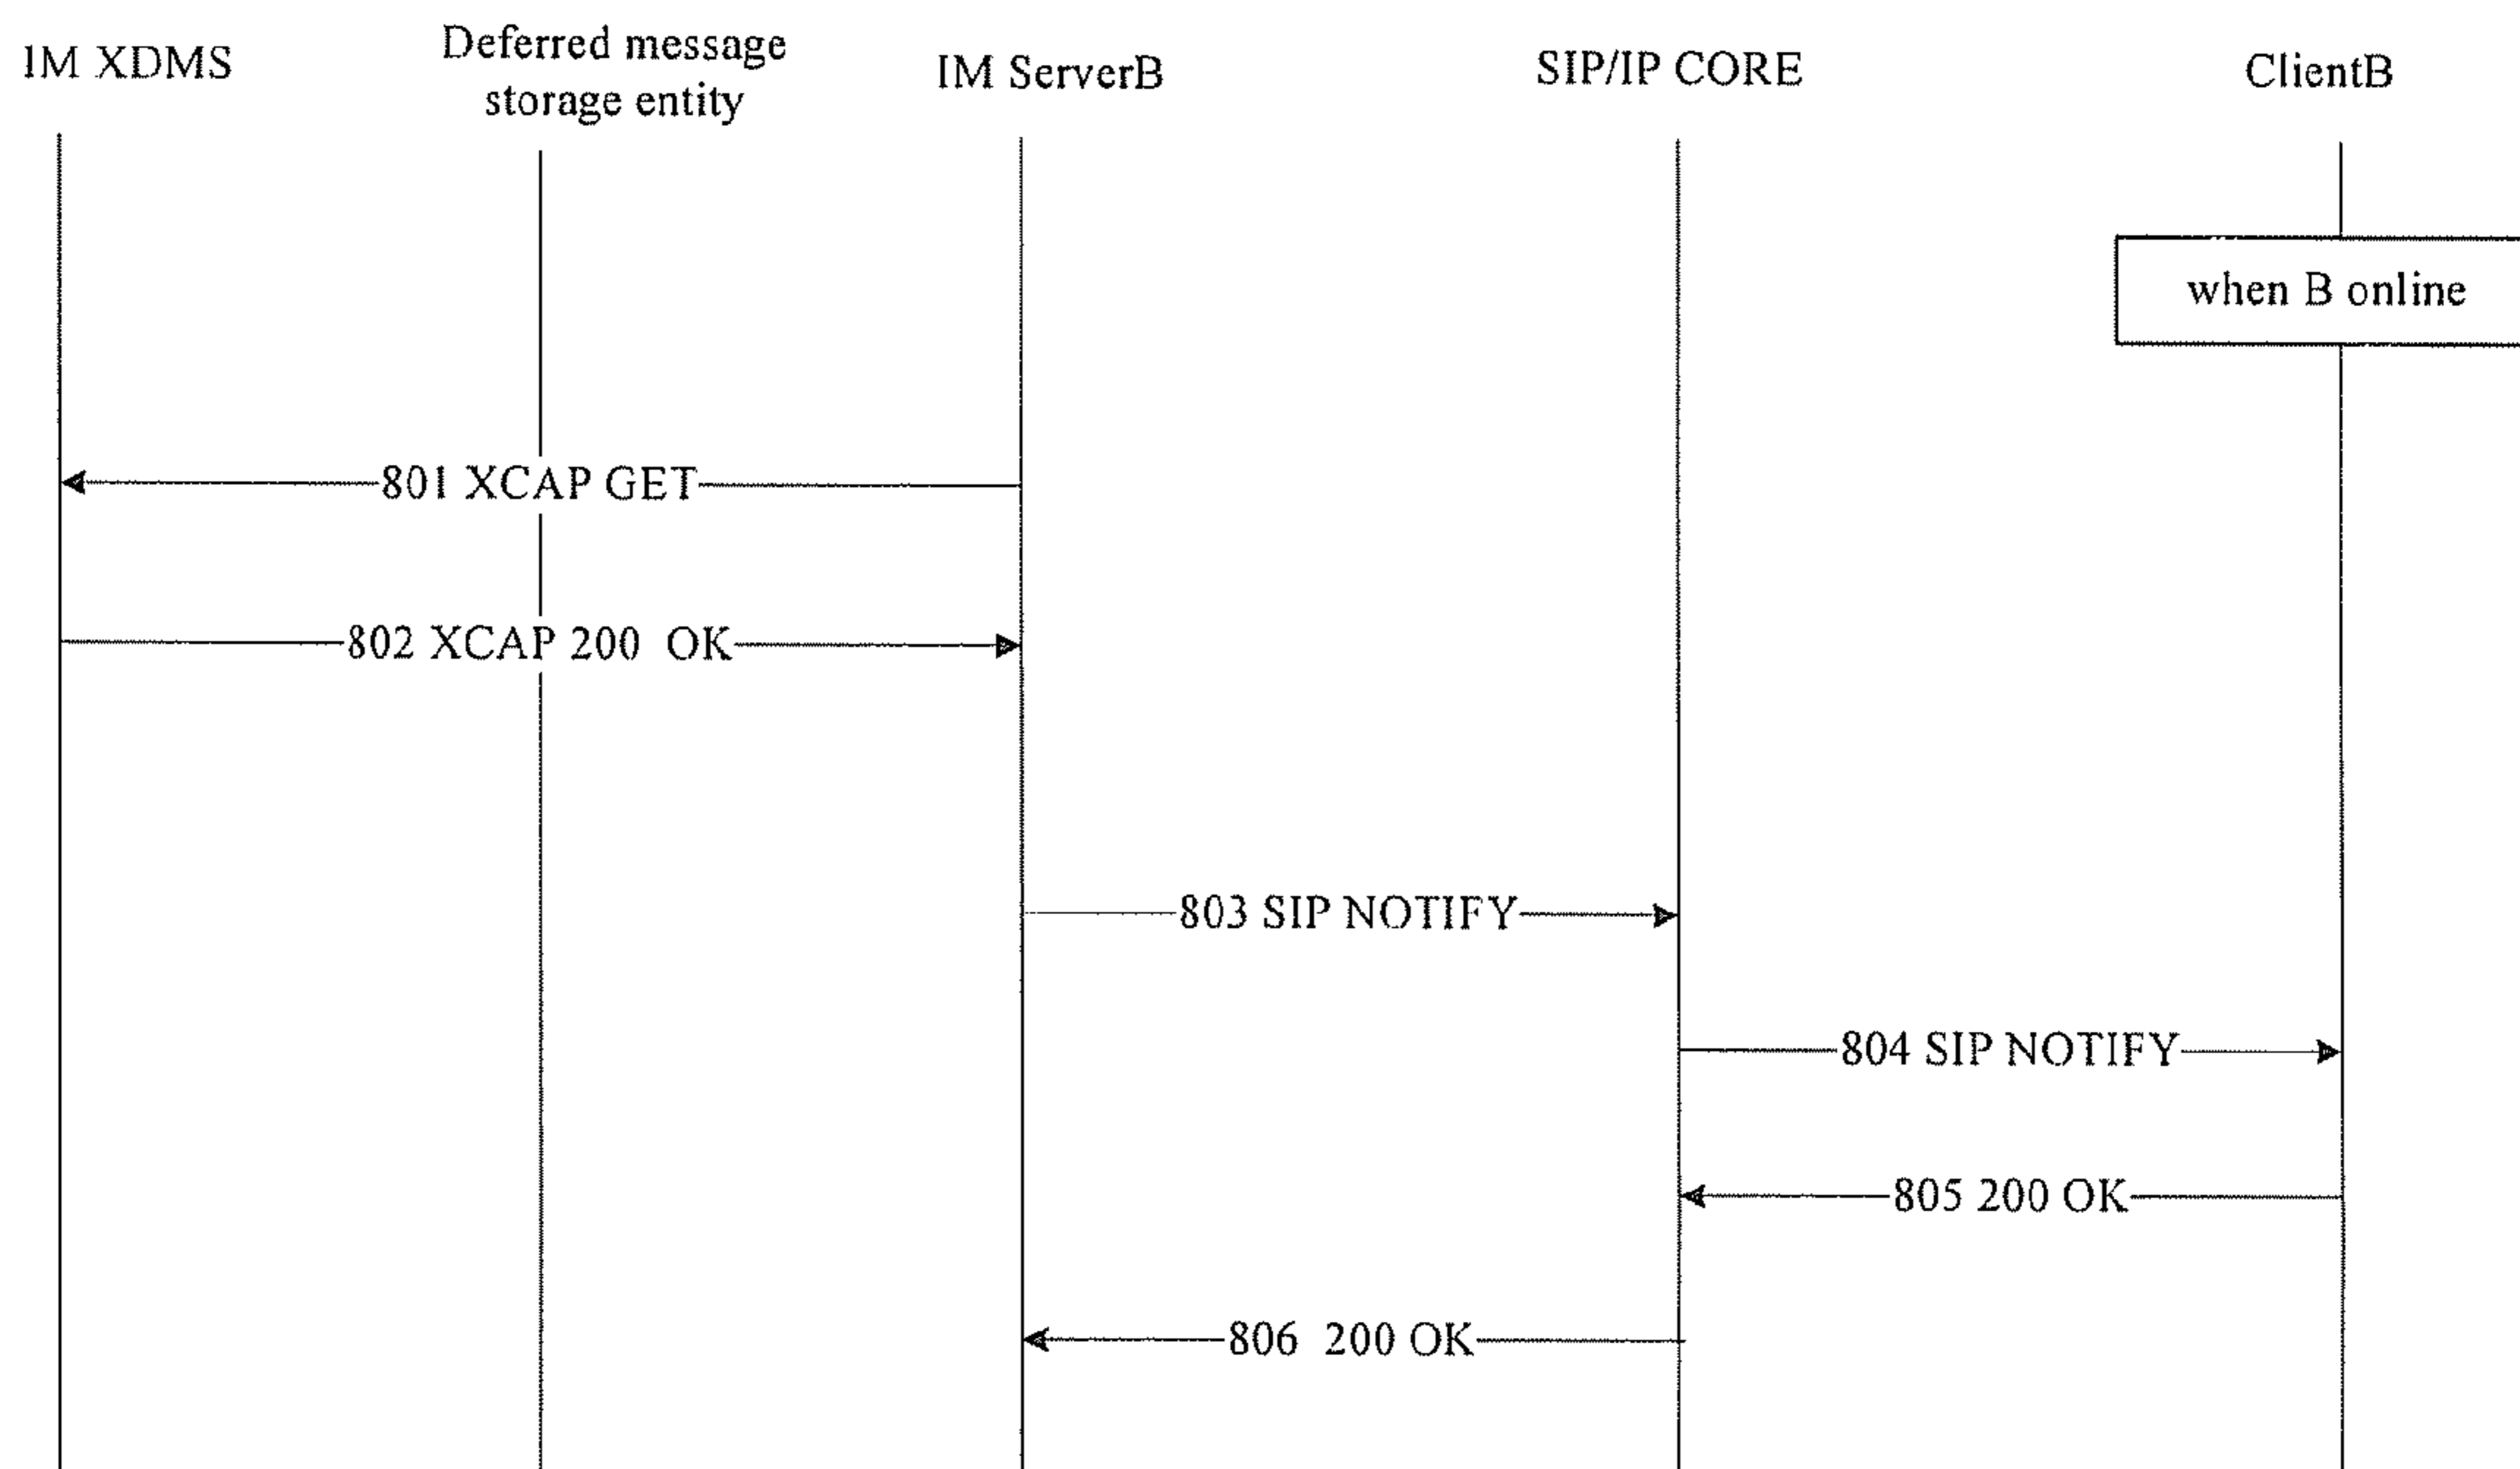 IM XDMS
Deferred message
storage entity
IM ServerB
SIP/IP CORE
ClientB
when B online
801 XCAP GET
802 XCAP 200 OK
803 SIP NOTIFY
804 SIP NOTIFY
805 200 OK
806 200 OK